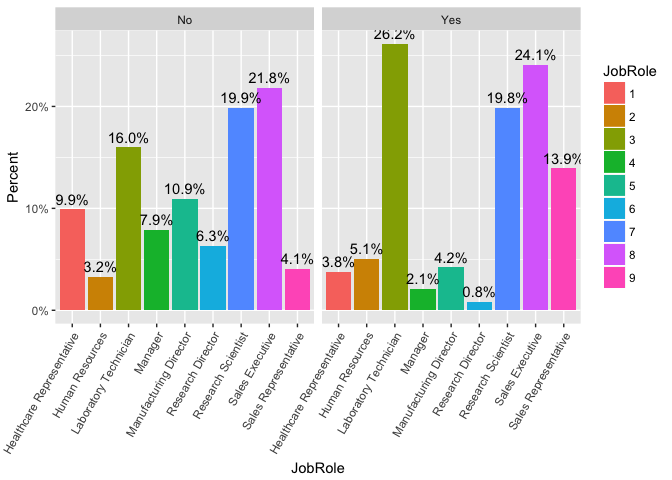 No
Yes
Percent
20%
10%
0%
9.9%
3.2%
16.0%
7.9%
10.9%
6.3%
19.9%
21.8%
4.1%
3.8%
5.1%
26.2%
2.1%
4.2%
0.8%
19.8%
24.1%
13.9%
Healthcare Representative
Human Resources
Laboratory Technician
Manager
Manufacturing Director
Research Director
Research Scientist
Sales Executive
Sales Representative
Healthcare Representative
Human Resources
Laboratory Technician
Manager
Manufacturing Director
Research Director
Research Scientist
Sales Executive
Sales Representative
JobRole
JobRole
1
2
3
4
5
6
7
8
9